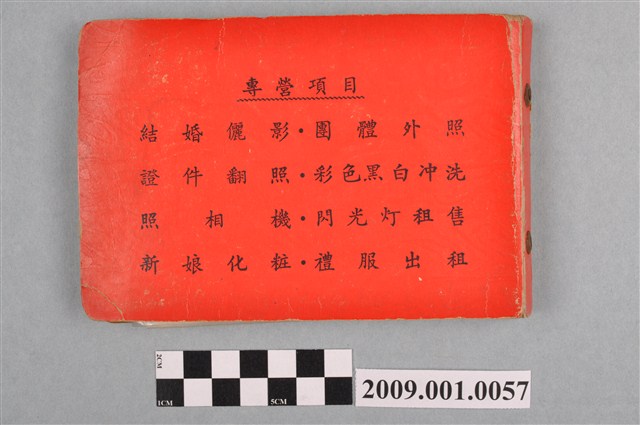 專營項目
結婚儷影•團體外照
證件翻照•彩色黑白冲洗
照相機•閃光灯租售
新娘化粧•禮服出租
2CM
1CM 5CM
2009.001.0057